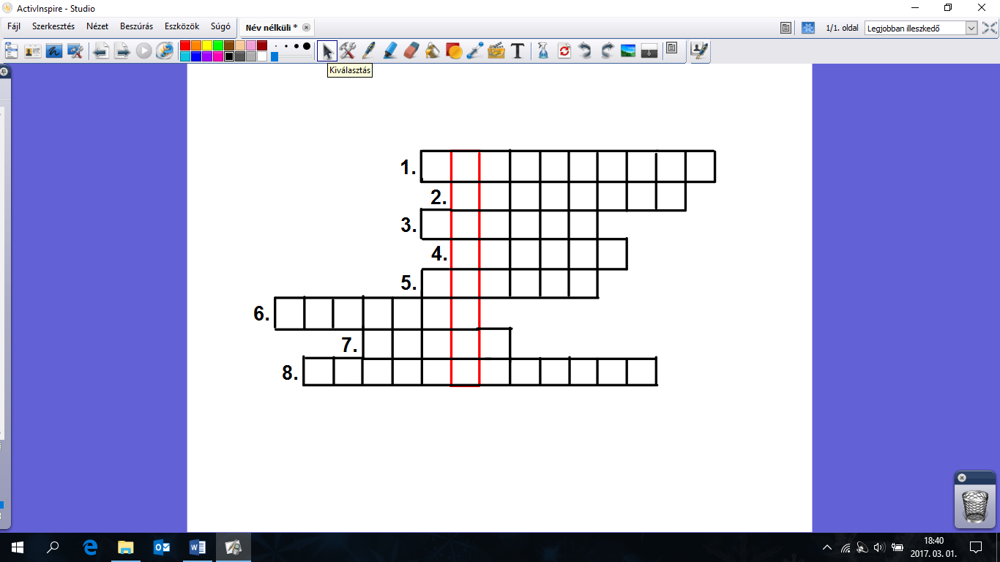 ActivInspire - Studio
Fájl Szerkesztés Nézet Beszúrás Eszközök Súgó Név nélküli * 1/1. oldal Legjobban illeszkedő
Kiválasztás
1.
2.
3.
4.
5.
6.
7.
8.
18:40
2017. 03. 01.